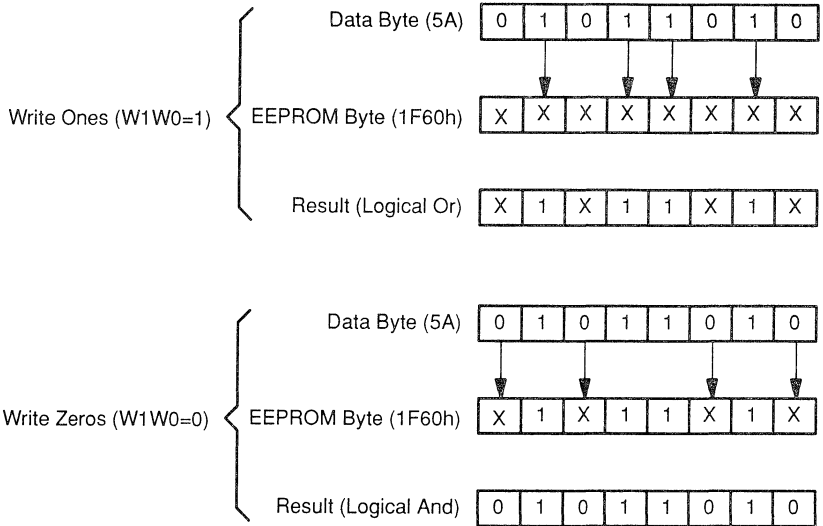 Data Byte (5A) 0 1 0 1 1 0 1 0
Write Ones (W1W0=1) EEPROM Byte (1F60h) X X X X X X X X
Result (Logical Or) X 1 X 1 1 X 1 X
Data Byte (5A) 0 1 0 1 1 0 1 0
Write Zeros (W1W0=0) EEPROM Byte (1F60h) X 1 X 1 1 X 1 X
Result (Logical And) 0 1 0 1 1 0 1 0